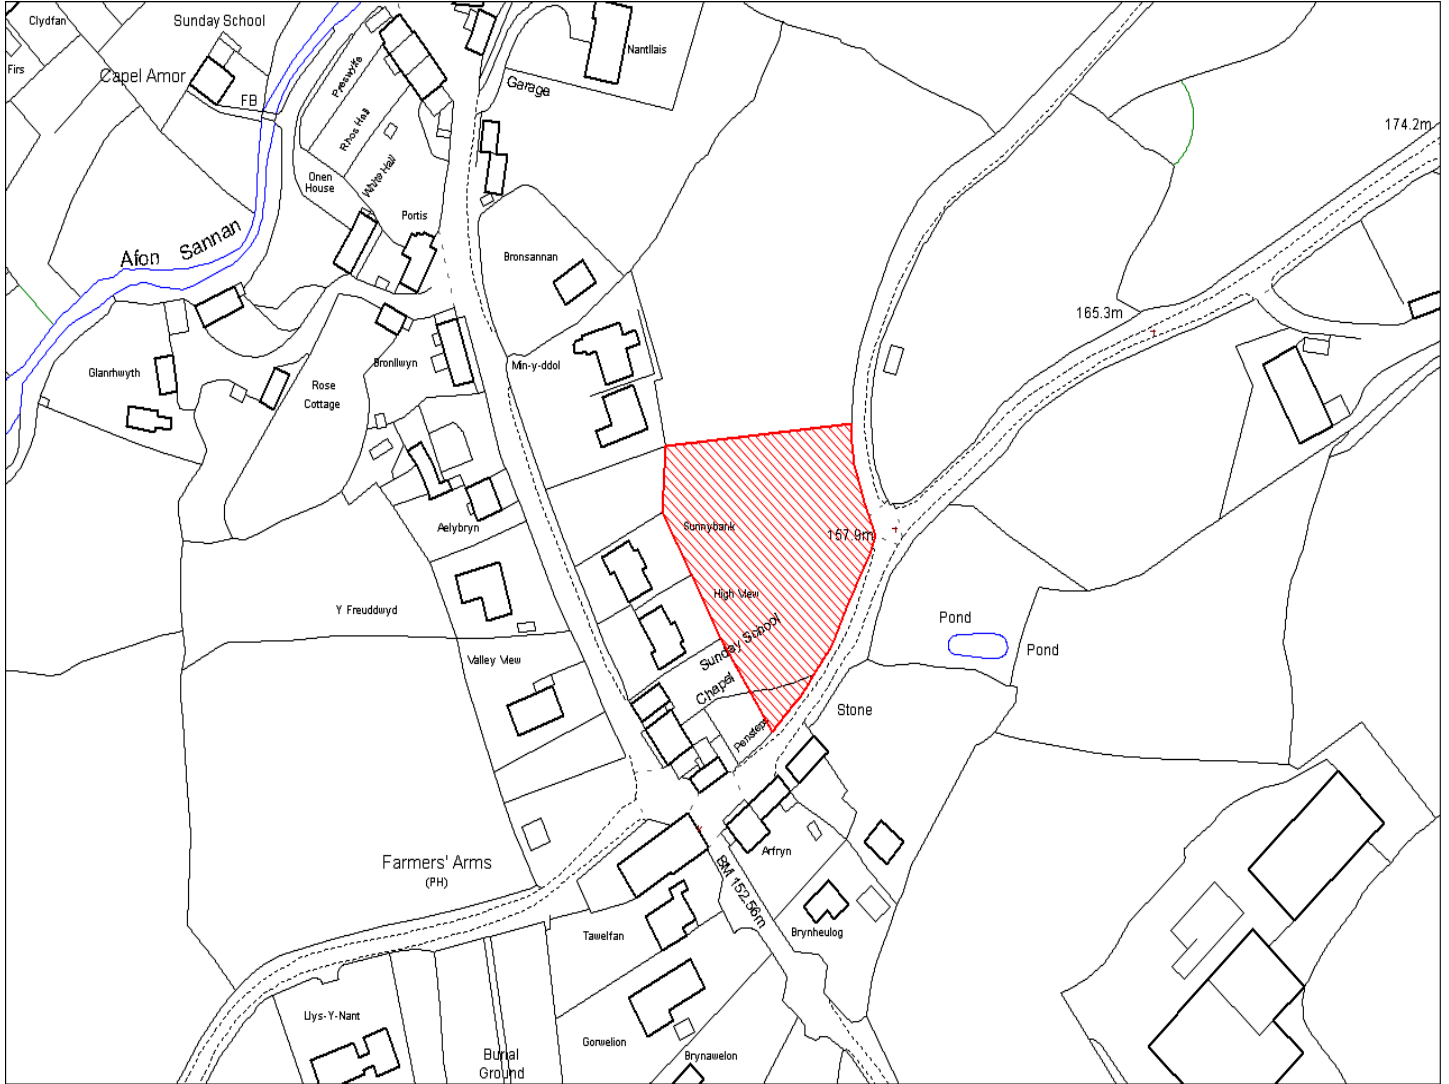 Clydfan
Sunday School
Firs
Capel Amor
FB
Preswylfa
Rhos Hall
White Hall
Onen
House
Portis
Garage
Nantllais
174.2m
Afon Sannan
Bronsannan
165.3m
Glanrhwyth
Rose
Cottage
Bronllwyn
Min-y-ddol
Aelybryn
Sunnybank
157.9m
High View
Y Freuddwyd
Valley View
Sunday School
Chapel
Penstep
Pond
Pond
Stone
Farmers' Arms
(PH)
BM 152.56m
Arfryn
Brynheulog
Tawelfan
Llys-Y-Nant
Gorwelion
Brynawelon
Burial
Ground